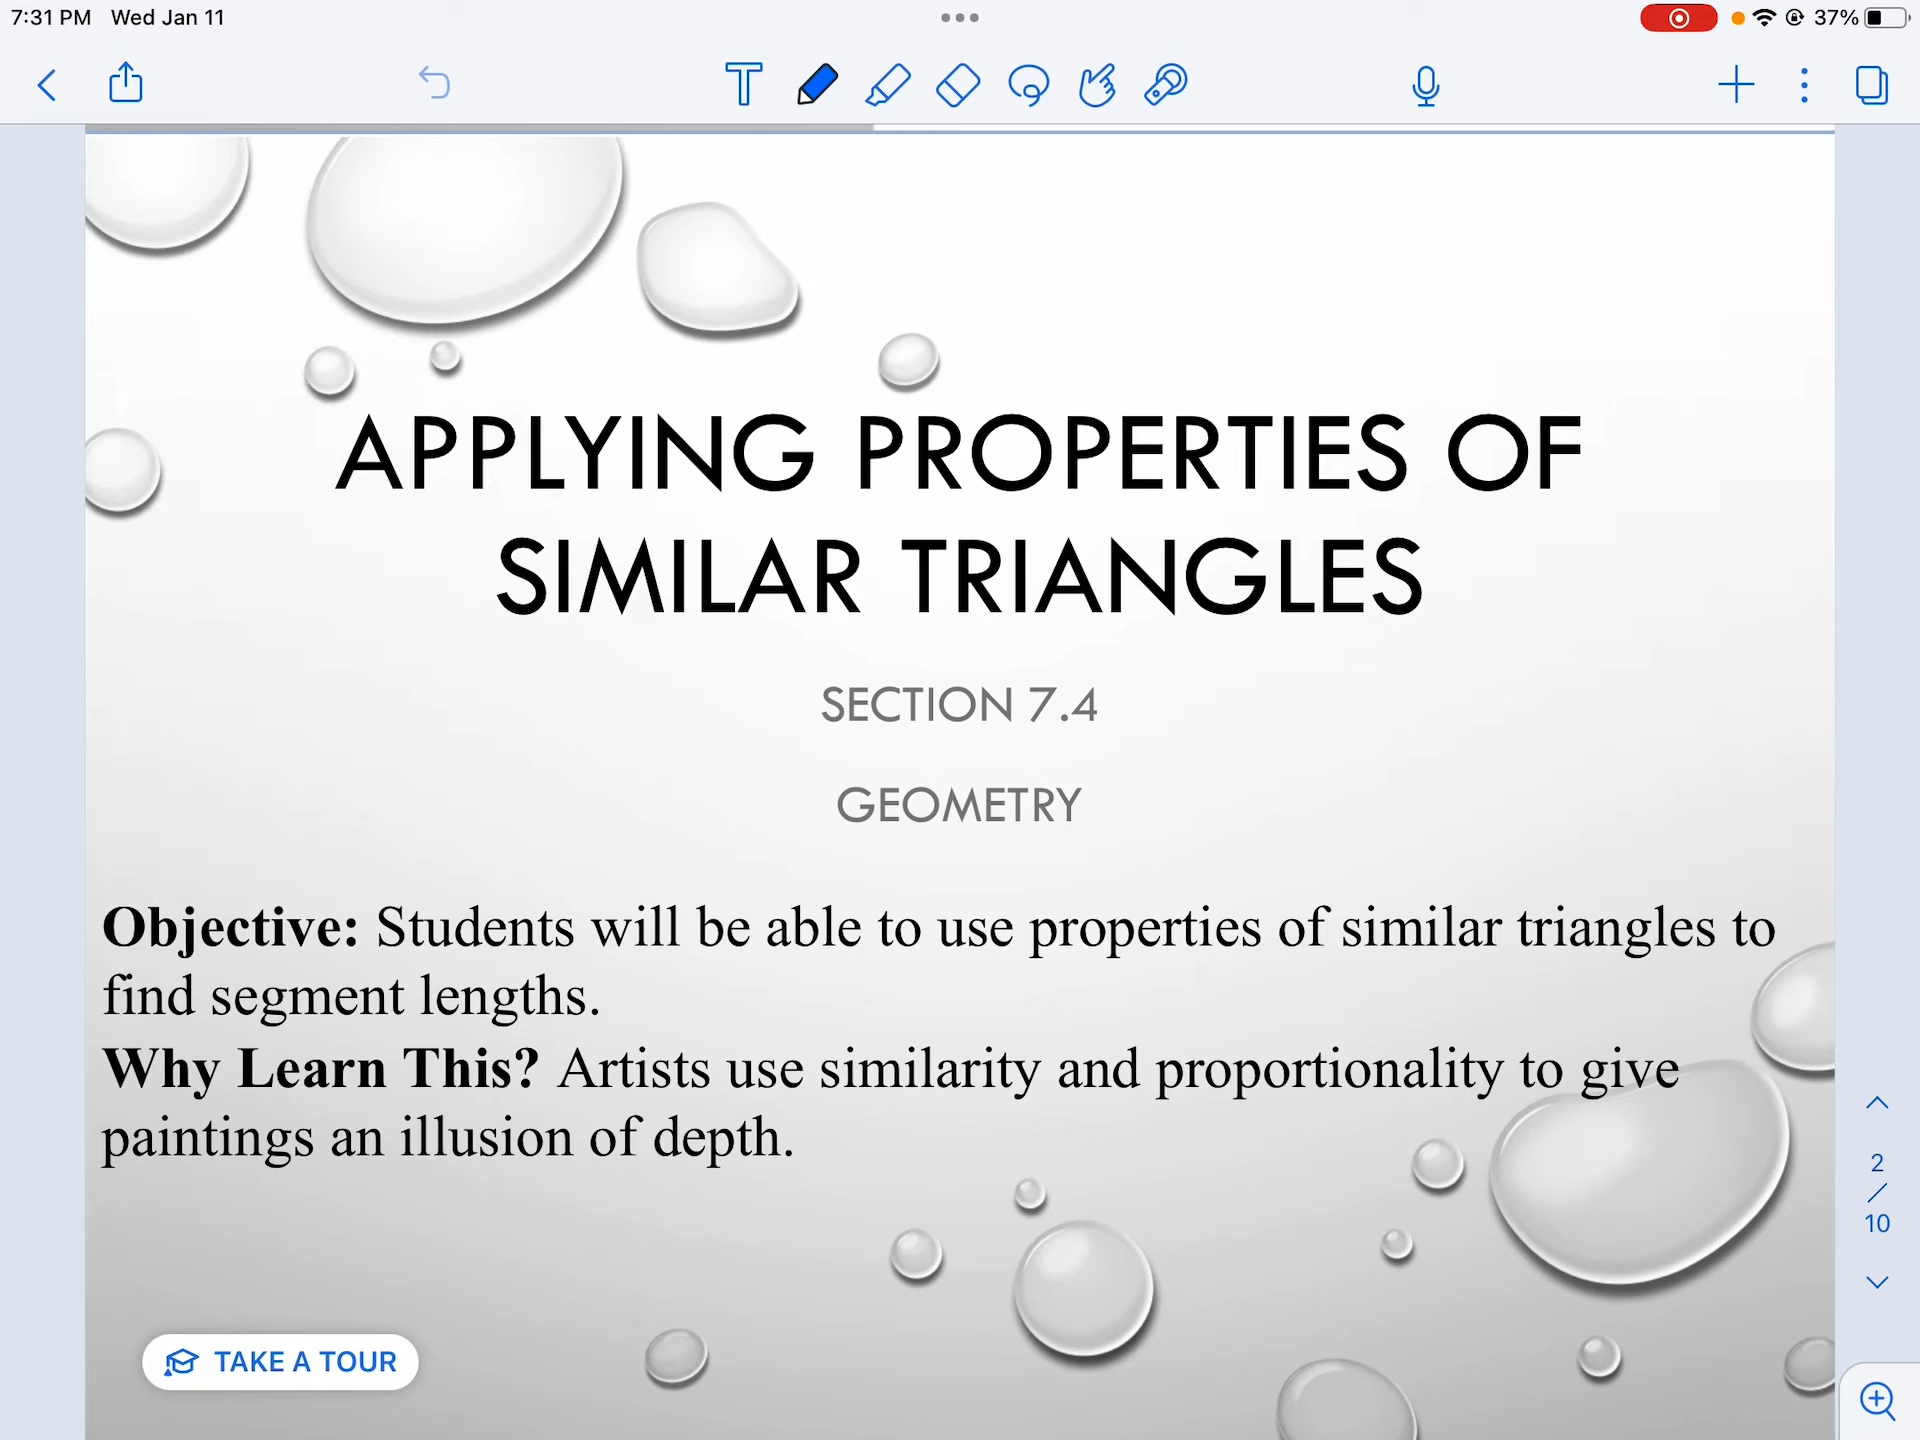 7:31 PM Wed Jan 11
37%
T
APPLYING PROPERTIES OF
SIMILAR TRIANGLES
SECTION 7.4
GEOMETRY
Objective: Students will be able to use properties of similar triangles to
find segment lengths.
Why Learn This? Artists use similarity and proportionality to give
paintings an illusion of depth.
2
/
10
TAKE A TOUR